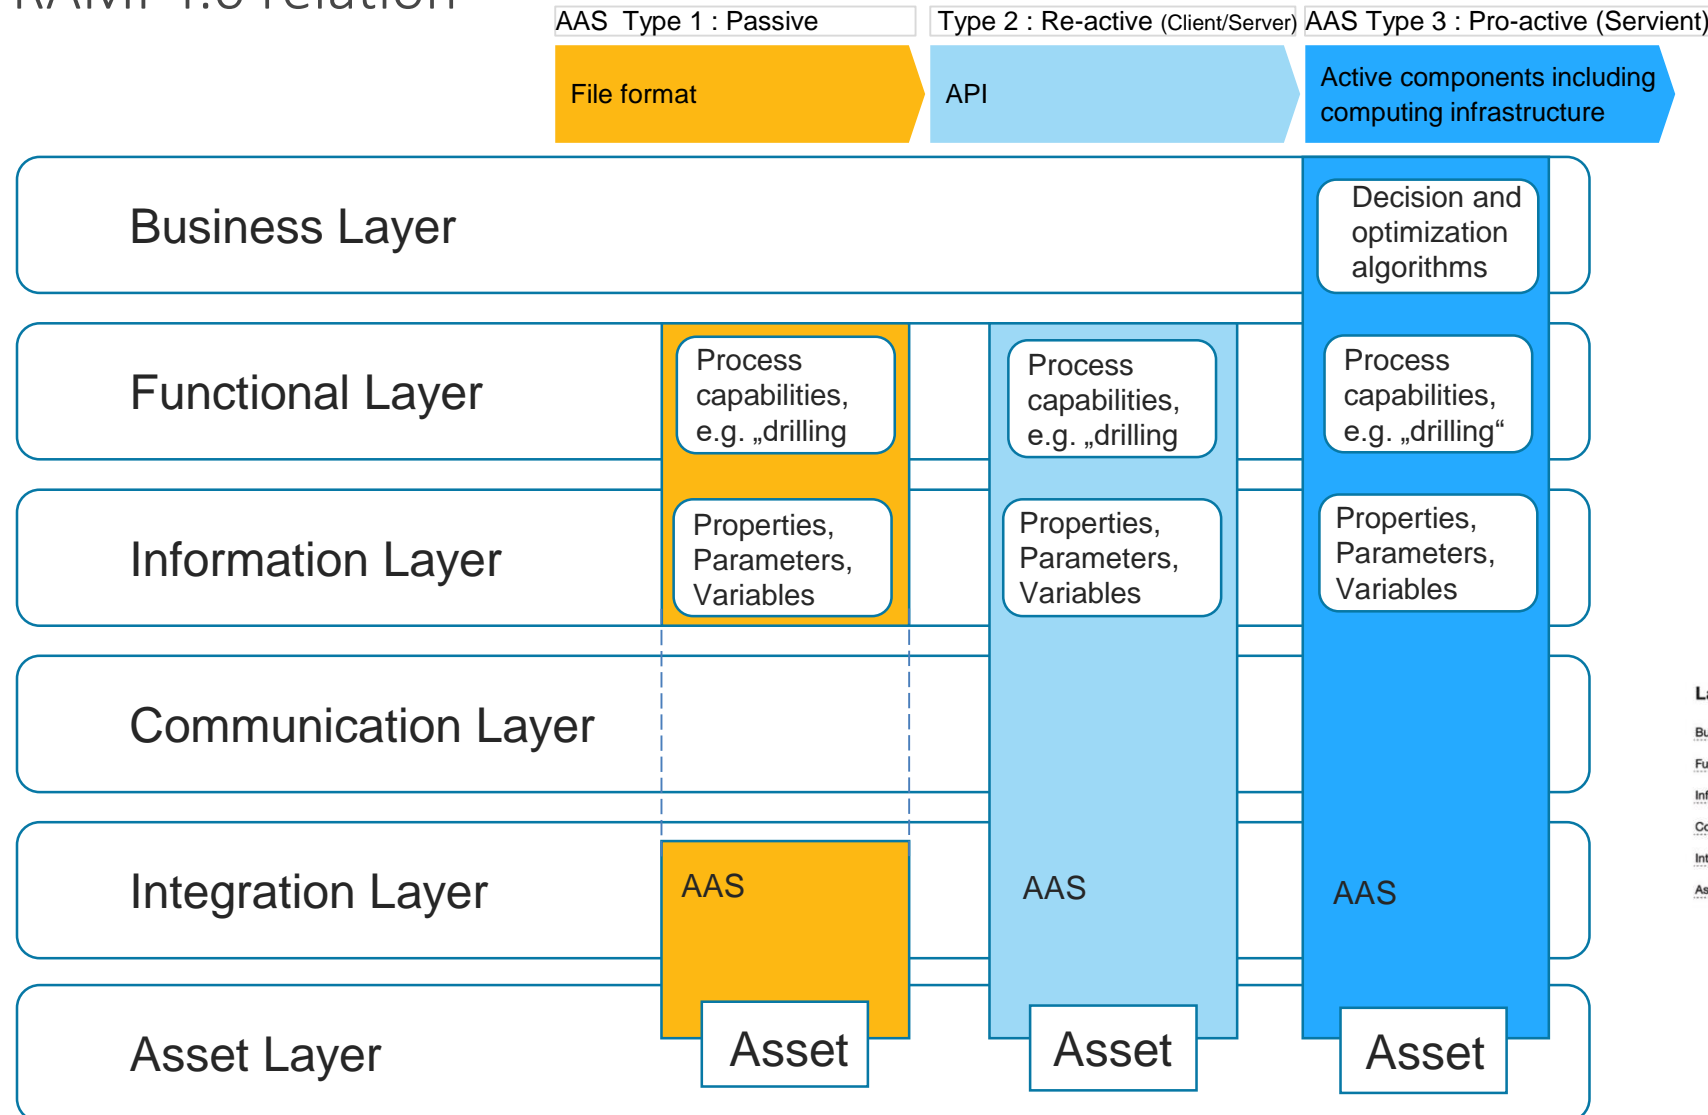 relation
AAS Type 1 : Passive
Type 2 : Re-active (Client/Server)
AAS Type 3 : Pro-active (Servient)
File format
API
Active components including
computing infrastructure
Business Layer
Decision and
optimization
algorithms
Functional Layer
Process
capabilities,
e.g. „drilling
Process
capabilities,
e.g. „drilling
Process
capabilities,
e.g. „drilling“
Information Layer
Properties,
Parameters,
Variables
Properties,
Parameters,
Variables
Properties,
Parameters,
Variables
Communication Layer
Integration Layer
AAS
AAS
AAS
Asset Layer
Asset
Asset
Asset